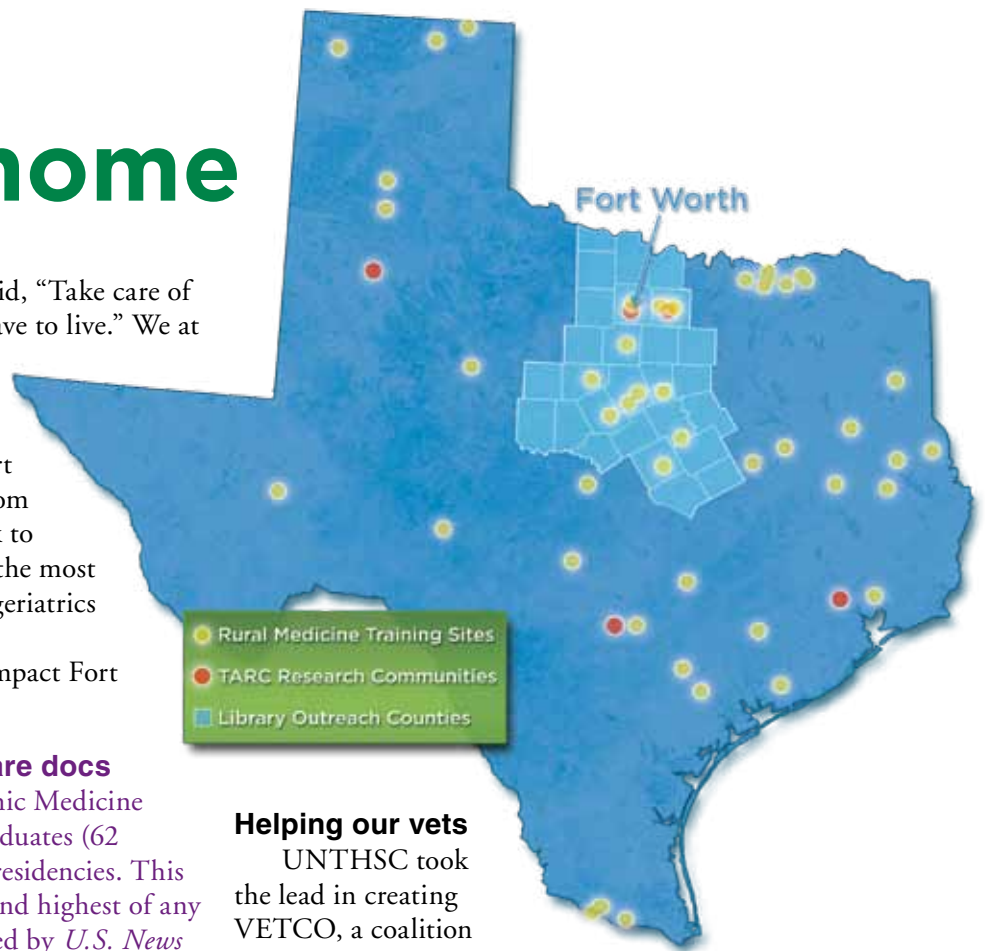 home
id, “Take care of
ave to live.” We at
rt
om
k to
the most
geriatrics
mpact Fort
are docs
nic Medicine
duates (62
residencies. This
nd highest of any
ed by U.S. News
Helping our vets
UNTHSC took
the lead in creating
VETCO, a coalition
Fort Worth
Rural Medicine Training Sites
TARC Research Communities
Library Outreach Counties